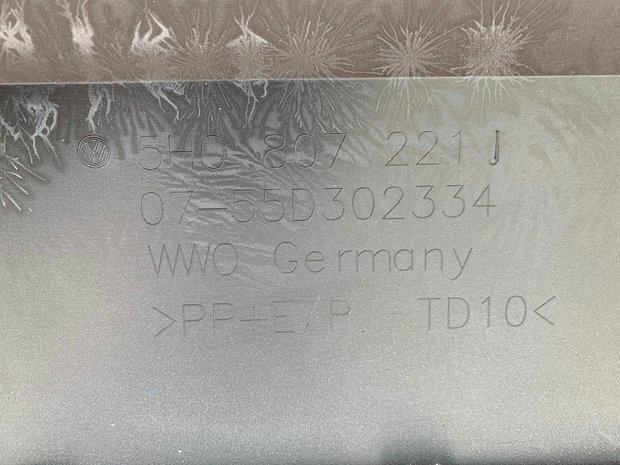 5H0 807 221 J
07-55D302334
WWO Germany
>PP+E/P - TD10<